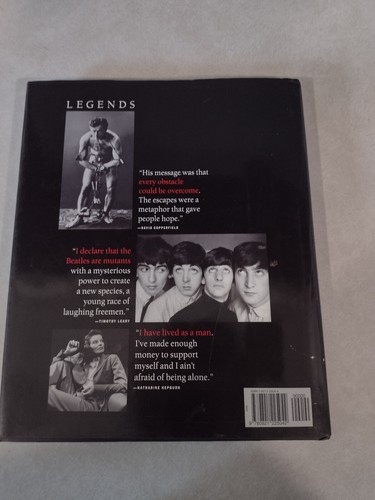 LEGENDS
"His message was that
every obstacle
could be overcome.
The escapes were a
metaphor that gave
people hope."
—DAVID COPPERFIELD
"I declare that the
Beatles are mutants
with a mysterious
power to create
a new species, a
young race of
laughing freemen."
—TIMOTHY LEARY
"I have lived as a man.
I've made enough
money to support
myself and I ain't
afraid of being alone."
—KATHARINE HEPBURN